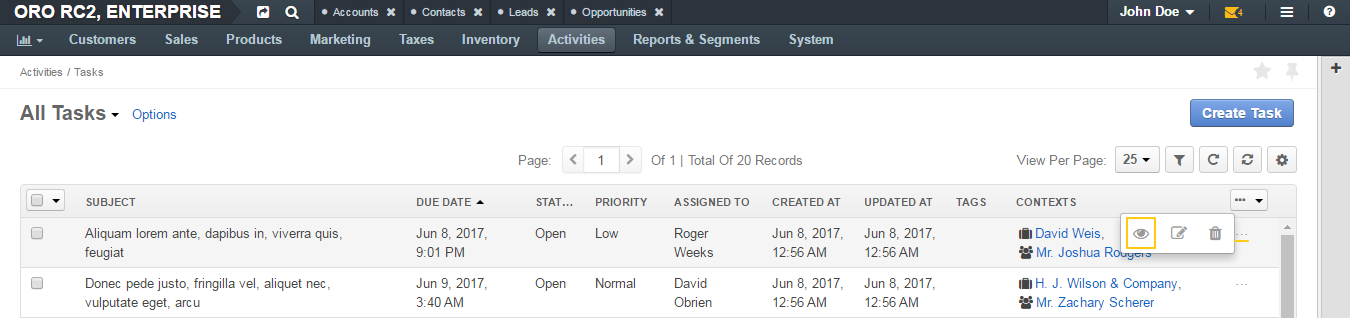 ORO RC2, ENTERPRISE
Accounts
Contacts
Leads
Opportunities
John Doe
4
Customers
Sales
Products
Marketing
Taxes
Inventory
Activities
Reports & Segments
System
Activities / Tasks
All Tasks
Options
Create Task
Page:
1
Of 1 | Total Of 20 Records
View Per Page:
25
SUBJECT
DUE DATE
STAT...
PRIORITY
ASSIGNED TO
CREATED AT
UPDATED AT
TAGS
CONTEXTS
Aliquam lorem ante, dapibus in, viverra quis,
feugiat
Jun 8, 2017,
9:01 PM
Open
Low
Roger
Weeks
Jun 8, 2017,
12:56 AM
Jun 8, 2017,
12:56 AM
David Weis,
Mr. Joshua Rodgers
Donec pede justo, fringilla vel, aliquet nec,
vulputate eget, arcu
Jun 9, 2017,
3:40 AM
Open
Normal
David
Obrien
Jun 8, 2017,
12:56 AM
Jun 8, 2017,
12:56 AM
H. J. Wilson & Company,
Mr. Zachary Scherer